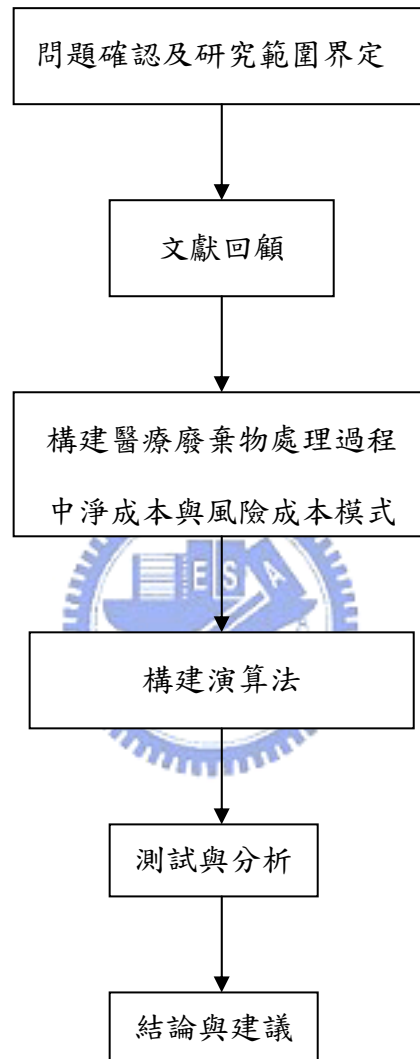 問題確認及研究範圍界定
文獻回顧
構建醫療廢棄物處理過程
中淨成本與風險成本模式
E S A
構建演算法
測試與分析
結論與建議